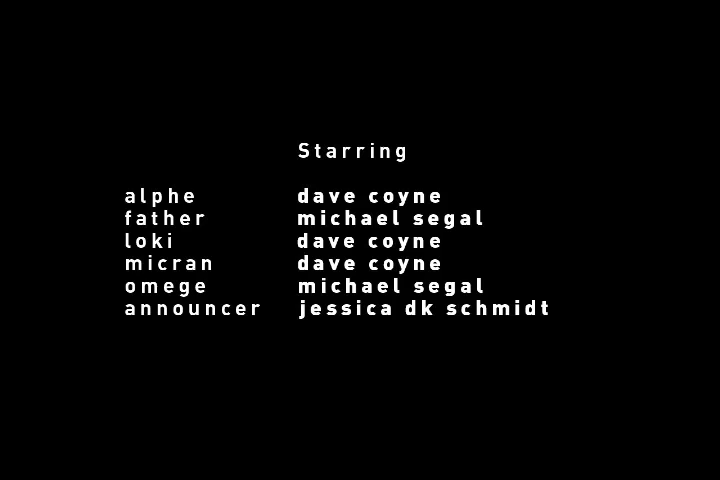 Starring
alphe dave coyne
father michael segal
loki dave coyne
micran dave coyne
omege michael segal
announcer jessica dk schmidt